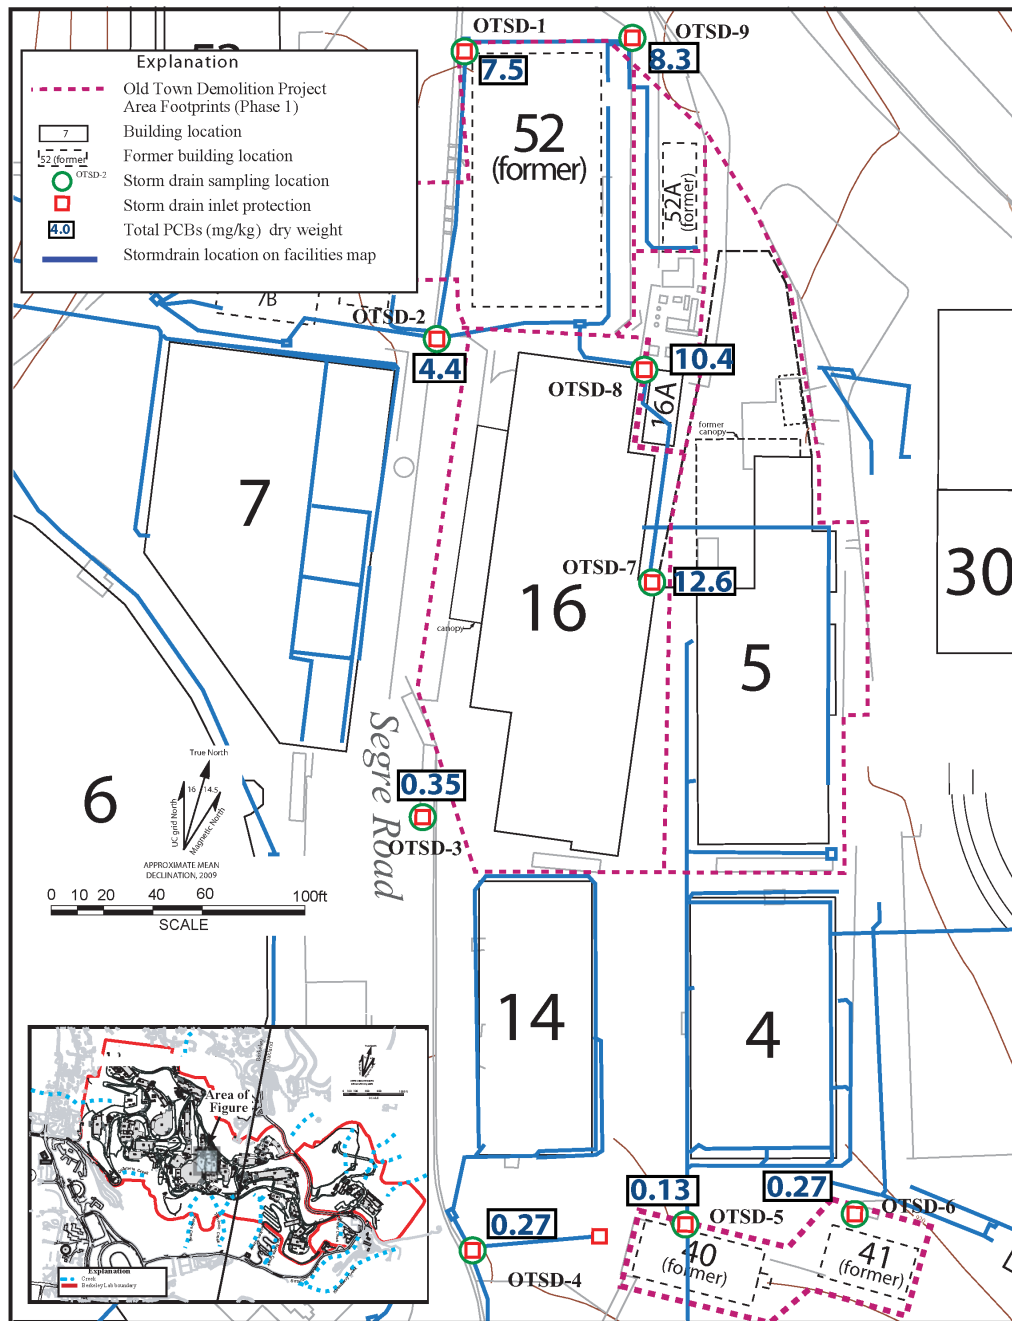 OTSD-1
OTSD-9
7.5
8.3
Explanation
Old Town Demolition Project
Area Footprints (Phase 1)
7
Building location
52 (former
Former building location
OTSD-2
Storm drain sampling location
Storm drain inlet protection
4.0
Total PCBs (mg/kg) dry weight
Stormdrain location on facilities map
52
(former)
52A
(former)
7B
OTSD-2
4.4
OTSD-8
10.4
16A
former
canopy
7
OTSD-7
12.6
16
30
canopy
5
Segre Road
True North
UC grid North
16
14.5
Magnetic North
APPROXIMATE MEAN
DECLINATION, 2009
6
0.35
OTSD-3
0 10 20 40 60 100ft
SCALE
14
4
Area of
Figure
Explanation
Creek
Berkeley Lab boundary
0.27
OTSD-4
0.13
OTSD-5
0.27
OTSD-6
40
(former)
41
(former)